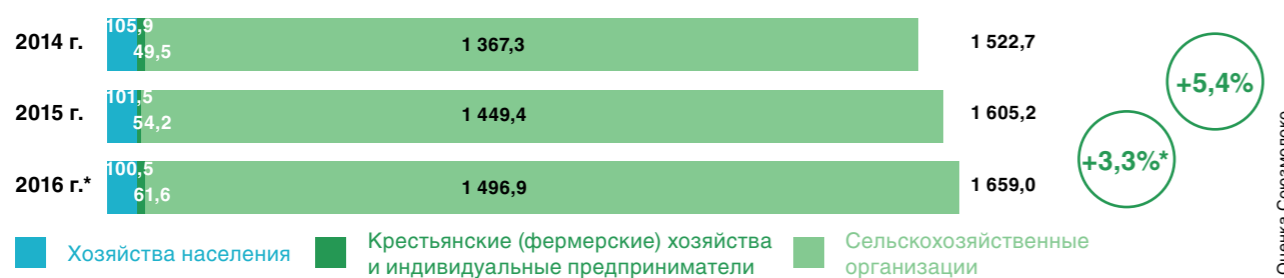 2014 г. 105,9 49,5 1 367,3 1 522,7
+5,4%
2015 г. 101,5 54,2 1 449,4 1 605,2
+3,3%*
2016 г.* 100,5 61,6 1 496,9 1 659,0
Хозяйства населения
Крестьянские (фермерские) хозяйства
и индивидуальные предприниматели
Сельскохозяйственные
организации
Оценка Союзмолоко